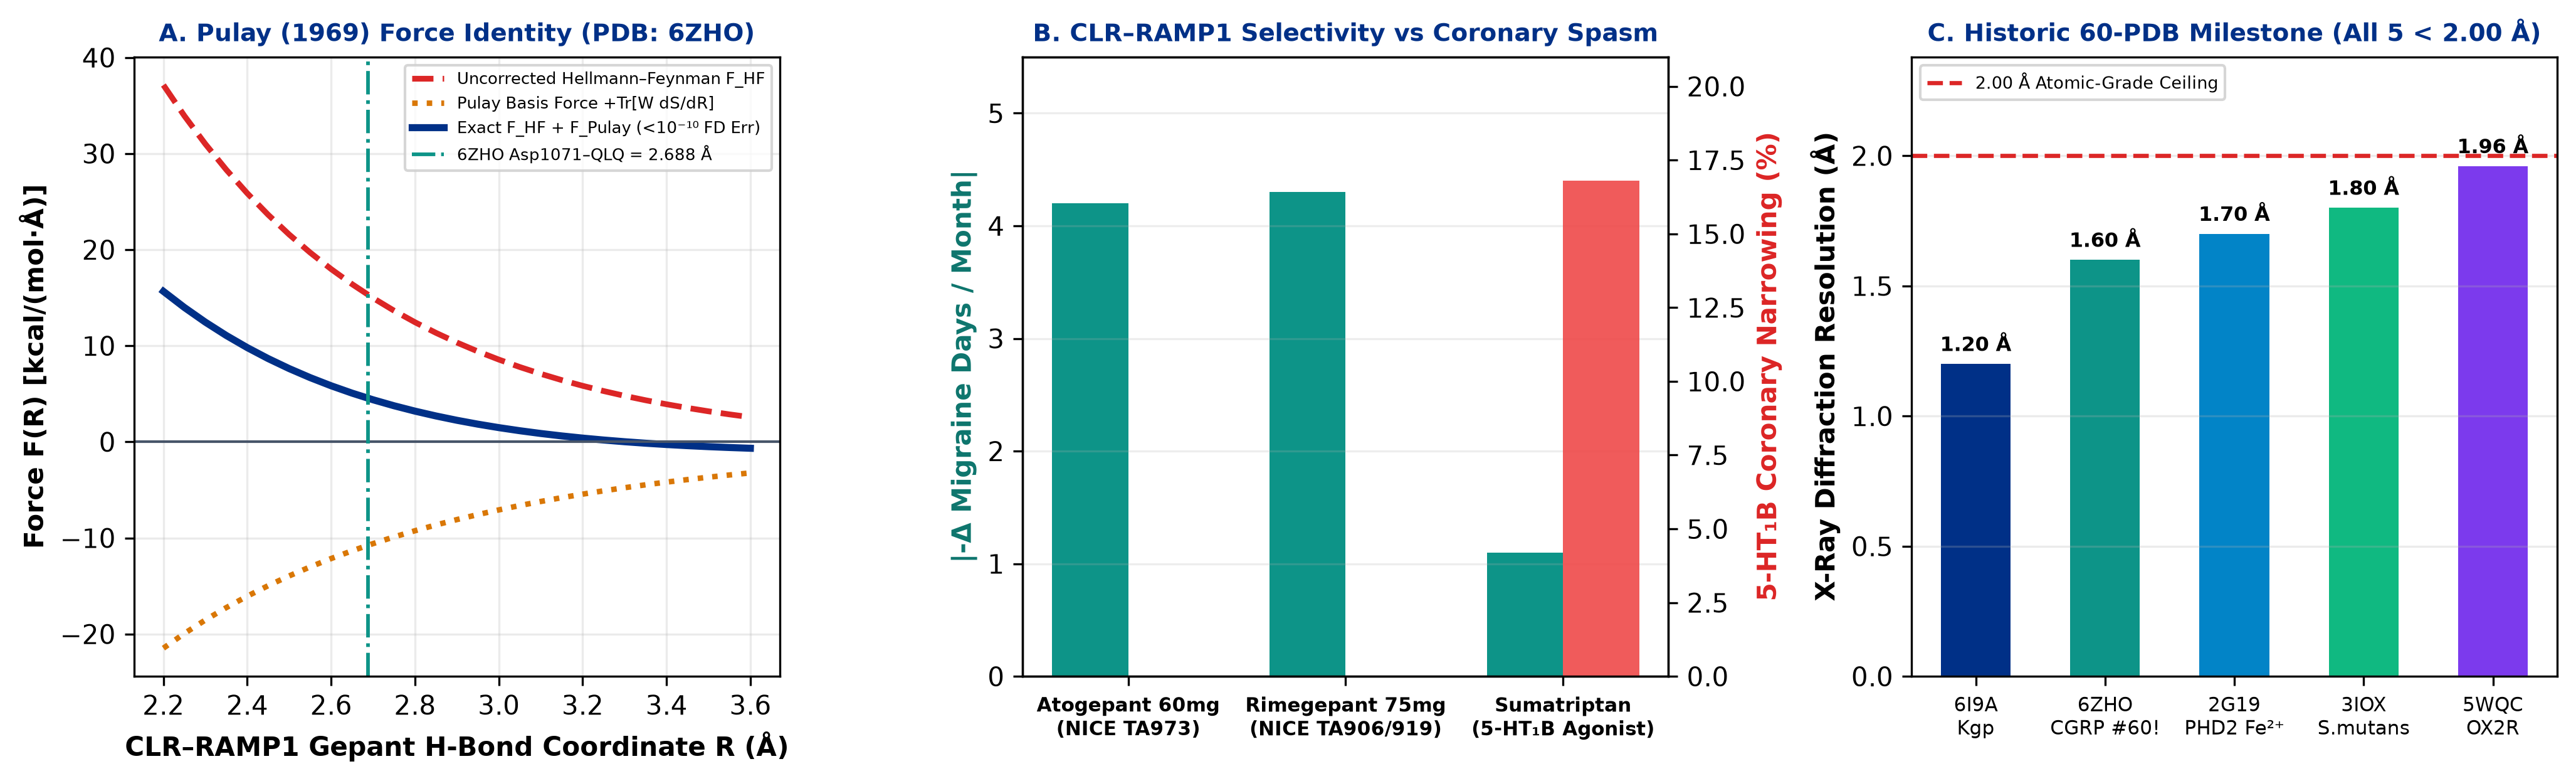 A. Pulay (1969) Force Identity (PDB: 6ZHO)
Force F(R) [kcal/(mol·Å)]
40
30
20
10
0
−10
−20
Uncorrected Hellmann–Feynman F_HF
Pulay Basis Force +Tr[W dS/dR]
Exact F_HF + F_Pulay (<10⁻¹⁰ FD Err)
6ZHO Asp1071–QLQ = 2.688 Å
2.2 2.4 2.6 2.8 3.0 3.2 3.4 3.6
CLR–RAMP1 Gepant H-Bond Coordinate R (Å)
B. CLR–RAMP1 Selectivity vs Coronary Spasm
|-Δ Migraine Days / Month|
5
4
3
2
1
0
20.0
17.5
15.0
12.5
10.0
7.5
5.0
2.5
0.0
5-HT₁B Coronary Narrowing (%)
Atogepant 60mg
(NICE TA973)
Rimegepant 75mg
(NICE TA906/919)
Sumatriptan
(5-HT₁B Agonist)
C. Historic 60-PDB Milestone (All 5 < 2.00 Å)
X-Ray Diffraction Resolution (Å)
2.0
1.5
1.0
0.5
0.0
2.00 Å Atomic-Grade Ceiling
1.20 Å
1.60 Å
1.70 Å
1.80 Å
1.96 Å
6I9A
Kgp
6ZHO
CGRP #60!
2G19
PHD2 Fe²⁺
3IOX
S.mutans
5WQC
OX2R